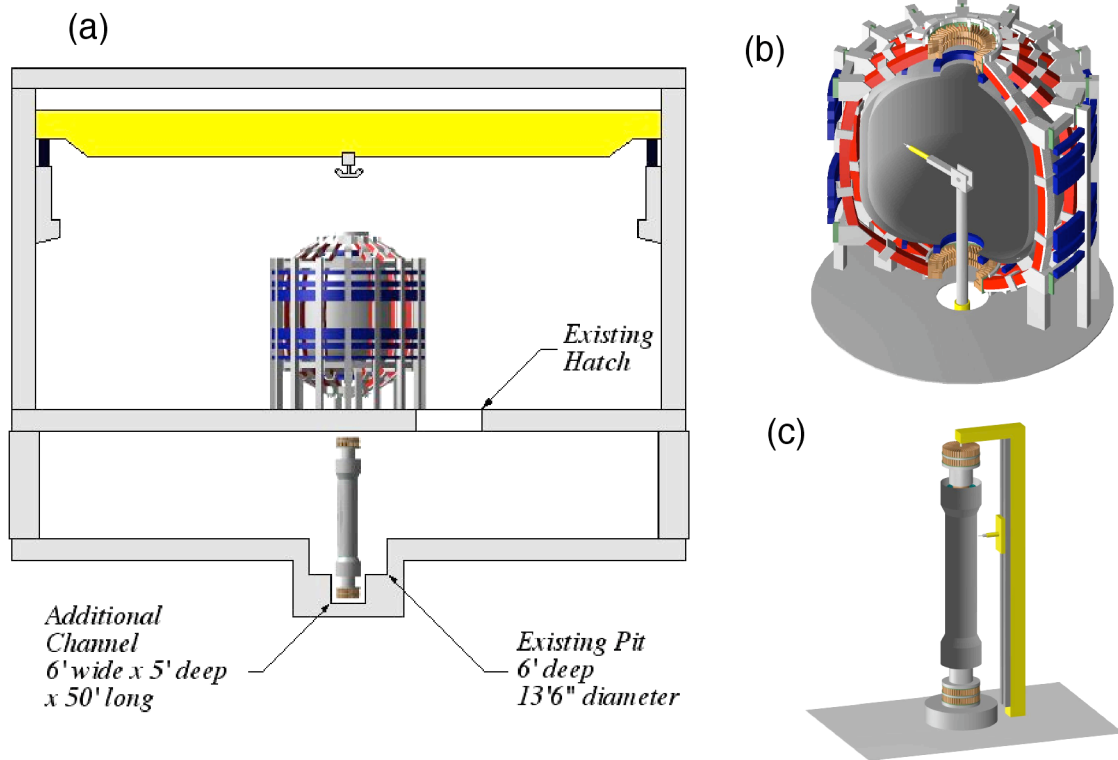 (a)
(b)
Existing
Hatch
(c)
Additional
Channel
6' wide x 5' deep
x 50' long
Existing Pit
6' deep
13'6" diameter